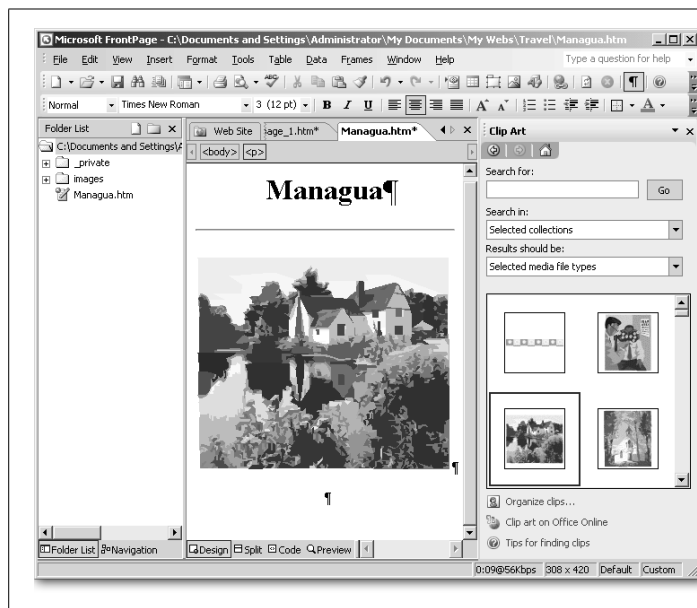 Microsoft FrontPage - C:\Documents and Settings\Administrator\My Documents\My Webs\Travel\Managua.htm
File Edit View Insert Format Tools Table Data Frames Window Help Type a question for help
Normal Times New Roman 3 (12 pt) B I U A A A
Folder List
Web Site age_1.htm* Managua.htm*
Clip Art
C:\Documents and Settings\A
_private
images
Managua.htm
<body> <p>
Managua¶
¶
¶
Search for:
Go
Search in:
Selected collections
Results should be:
Selected media file types
Organize clips...
Clip art on Office Online
Tips for finding clips
Folder List Navigation
Design Split Code Preview
0:09@56Kbps 308 x 420 Default Custom